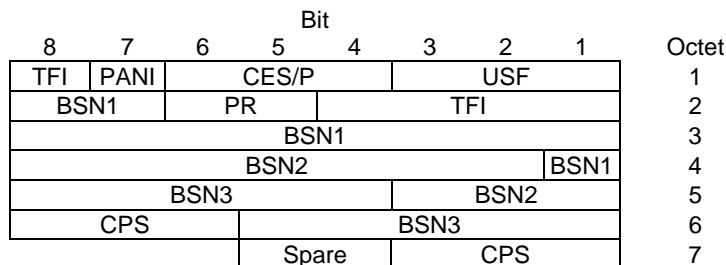 Bit
8 7 6 5 4 3 2 1 Octet
TFI PANI CES/P USF 1
BSN1 PR TFI 2
BSN1 3
BSN2 BSN1 4
BSN3 BSN2 5
CPS BSN3 6
Spare CPS 7